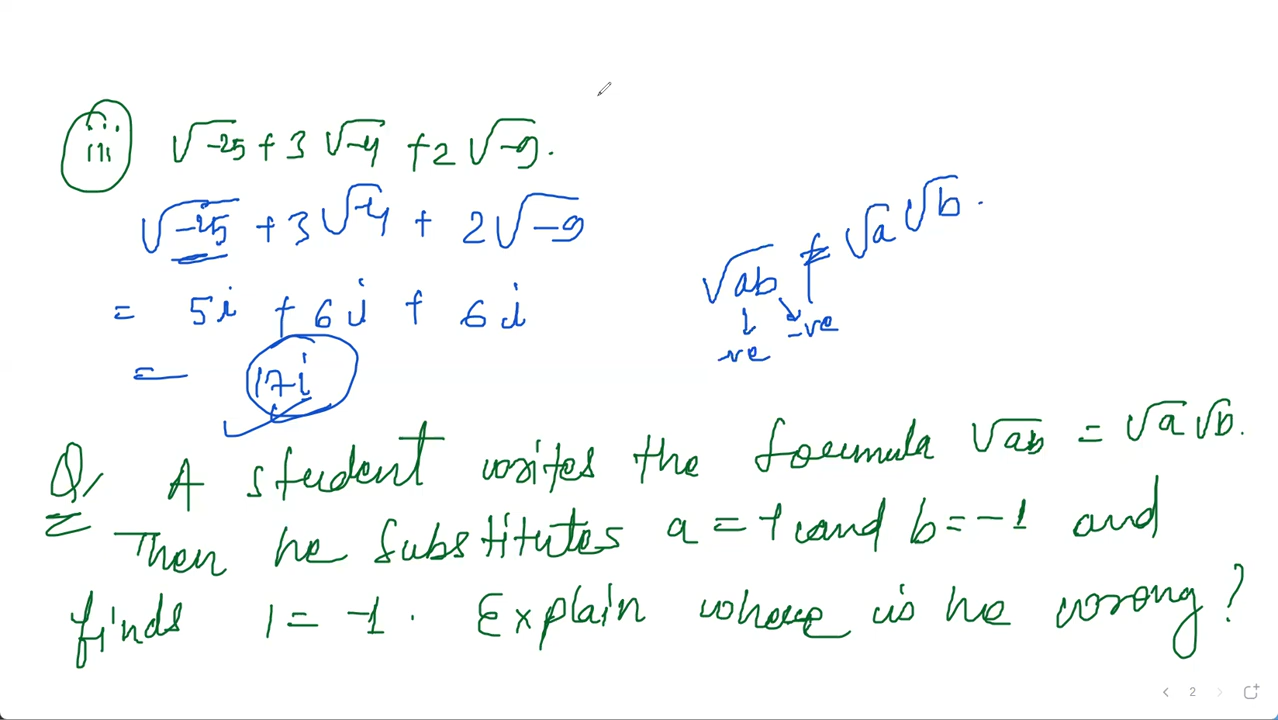 iii √-25 + 3 √-4 + 2 √-9.
√-25 + 3 √-4 + 2 √-9
= 5i + 6i + 6i
= 17i
√ab ≠ √a √b.
-ve -ve
Q, A student writes the formula √ab = √a √b.
Then he substitutes a = -1 and b = -1 and
finds 1 = -1. Explain where is he wrong?
2